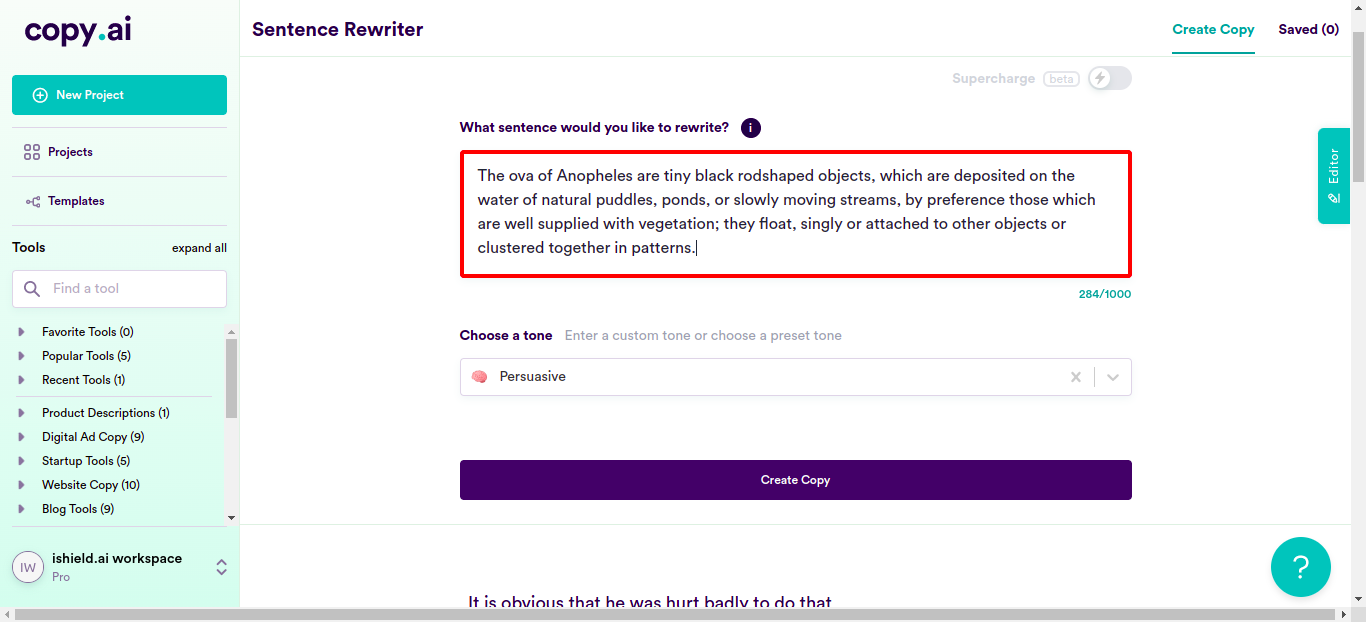 copy.ai
New Project
Projects
Templates
Tools
expand all
Find a tool
Favorite Tools (0)
Popular Tools (5)
Recent Tools (1)
Product Descriptions (1)
Digital Ad Copy (9)
Startup Tools (5)
Website Copy (10)
Blog Tools (9)
IW
ishield.ai workspace
Pro
Sentence Rewriter
Create Copy
Saved (0)
Supercharge
beta
What sentence would you like to rewrite?
i
The ova of Anopheles are tiny black rodshaped objects, which are deposited on the
water of natural puddles, ponds, or slowly moving streams, by preference those which
are well supplied with vegetation; they float, singly or attached to other objects or
clustered together in patterns.
284/1000
Choose a tone
Enter a custom tone or choose a preset tone
Persuasive
Create Copy
It is obvious that he was hurt badly to do that
Editor
?